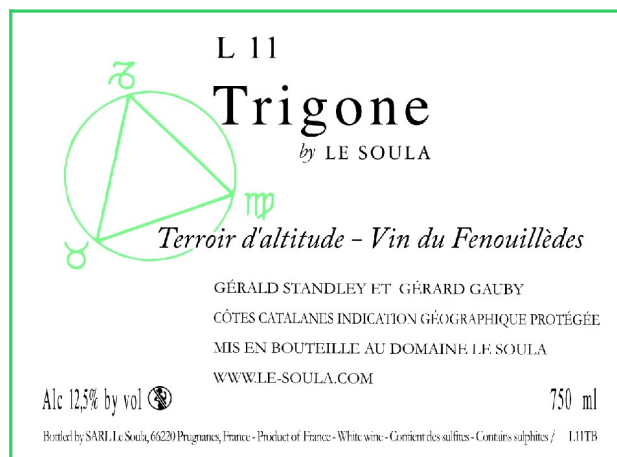 L 11
Trigone
by LE SOULA
Terroir d'altitude - Vin du Fenouillèdes
GÉRALD STANDLEY ET GÉRARD GAUBY
CÔTES CATALANES INDICATION GÉOGRAPHIQUE PROTÉGÉE
MIS EN BOUTEILLE AU DOMAINE LE SOULA
WWW.LE-SOULA.COM
Alc 12,5% by vol 750 ml
Bottled by SARL Le Soula, 66220 Prugnanes, France - Product of France - White wine - Contient des sulfites - Contains sulphites / L11TB